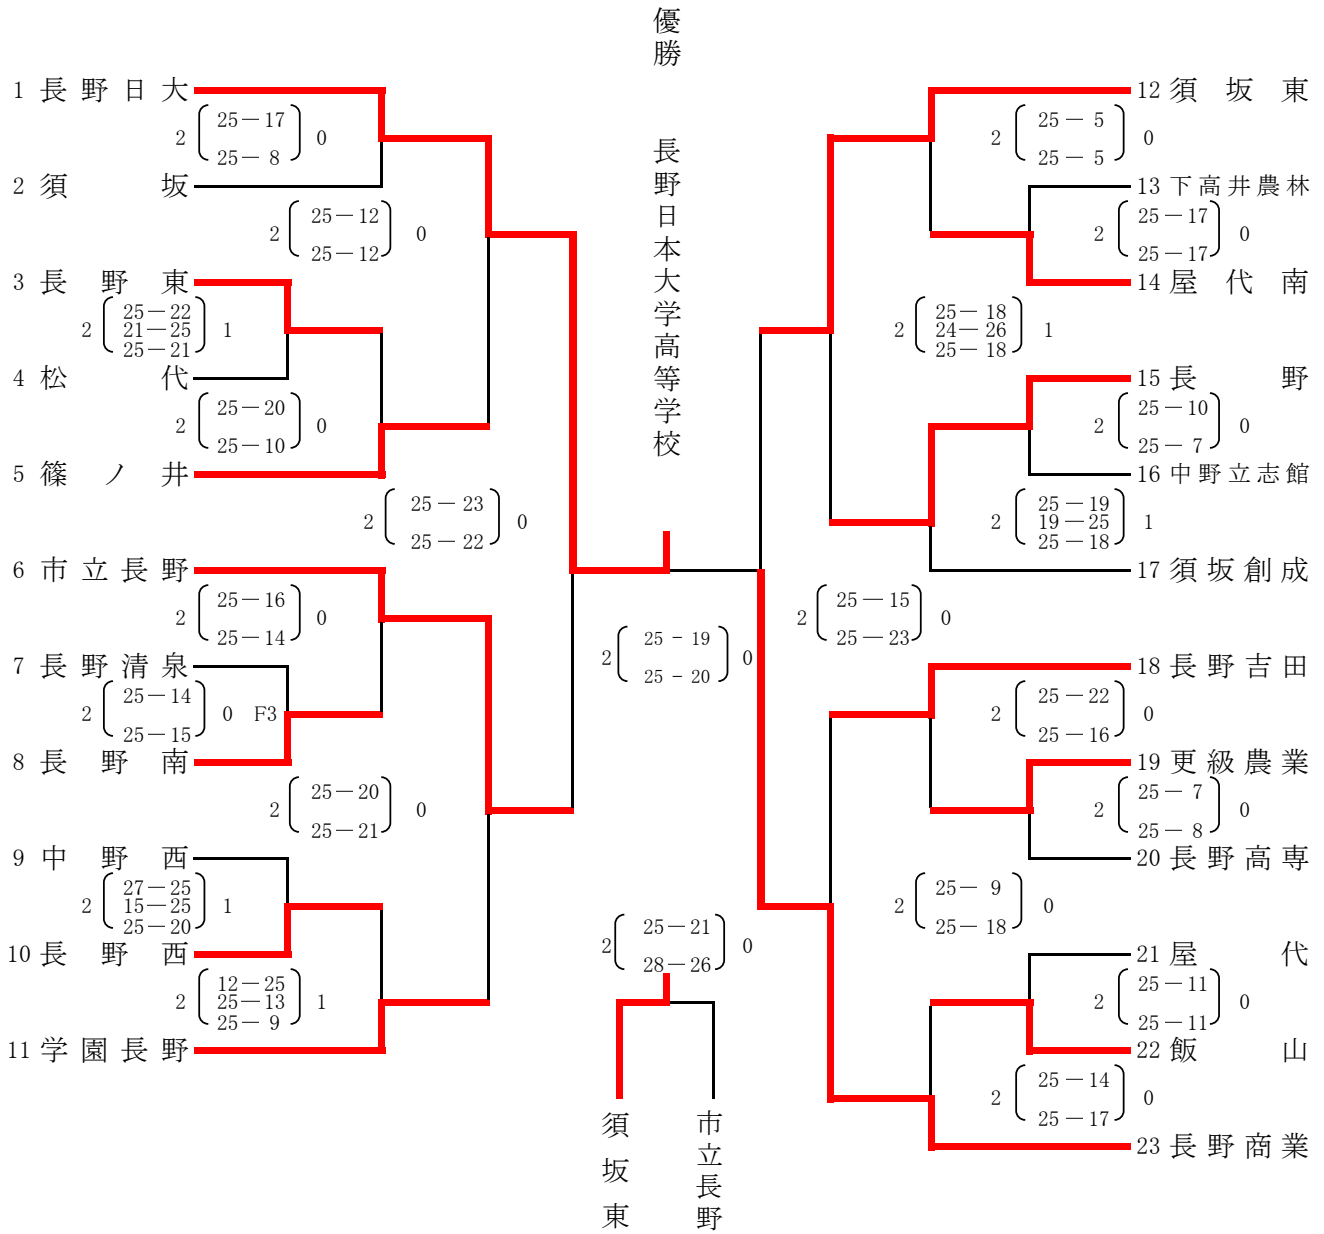 優勝
長野日本大学高等学校
1 長野日大
2 ( 25－17 25－ 8 ) 0
2 須坂
2 ( 25－12 25－12 ) 0
3 長野東
2 ( 25－22 21－25 25－21 ) 1
4 松代
2 ( 25－20 25－10 ) 0
5 篠ノ井
2 ( 25－23 25－22 ) 0
6 市立長野
2 ( 25－16 25－14 ) 0
7 長野清泉
2 ( 25－14 25－15 ) 0 F3
8 長野南
2 ( 25－20 25－21 ) 0
9 中野西
2 ( 27－25 15－25 25－20 ) 1
10 長野西
2 ( 12－25 25－13 25－ 9 ) 1
11 学園長野
2 ( 25 - 19 25 - 20 ) 0
2 ( 25－21 28－26 ) 0
須坂東
市立長野
12 須坂東
2 ( 25－ 5 25－ 5 ) 0
13 下高井農林
2 ( 25－17 25－17 ) 0
14 屋代南
2 ( 25－18 24－26 25－18 ) 1
15 長野
2 ( 25－10 25－ 7 ) 0
16 中野立志館
2 ( 25－19 19－25 25－18 ) 1
17 須坂創成
2 ( 25－15 25－23 ) 0
18 長野吉田
2 ( 25－22 25－16 ) 0
19 更級農業
2 ( 25－ 7 25－ 8 ) 0
20 長野高専
2 ( 25－ 9 25－18 ) 0
21 屋代
2 ( 25－11 25－11 ) 0
22 飯山
2 ( 25－14 25－17 ) 0
23 長野商業